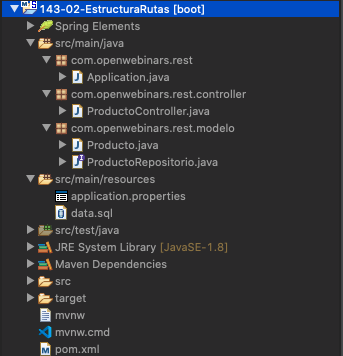 143-02-EstructuraRutas [boot]
Spring Elements
src/main/java
com.openwebinars.rest
Application.java
com.openwebinars.rest.controller
ProductoController.java
com.openwebinars.rest.modelo
Producto.java
ProductoRepositorio.java
src/main/resources
application.properties
data.sql
src/test/java
JRE System Library [JavaSE-1.8]
Maven Dependencies
src
target
mvnw
mvnw.cmd
pom.xml